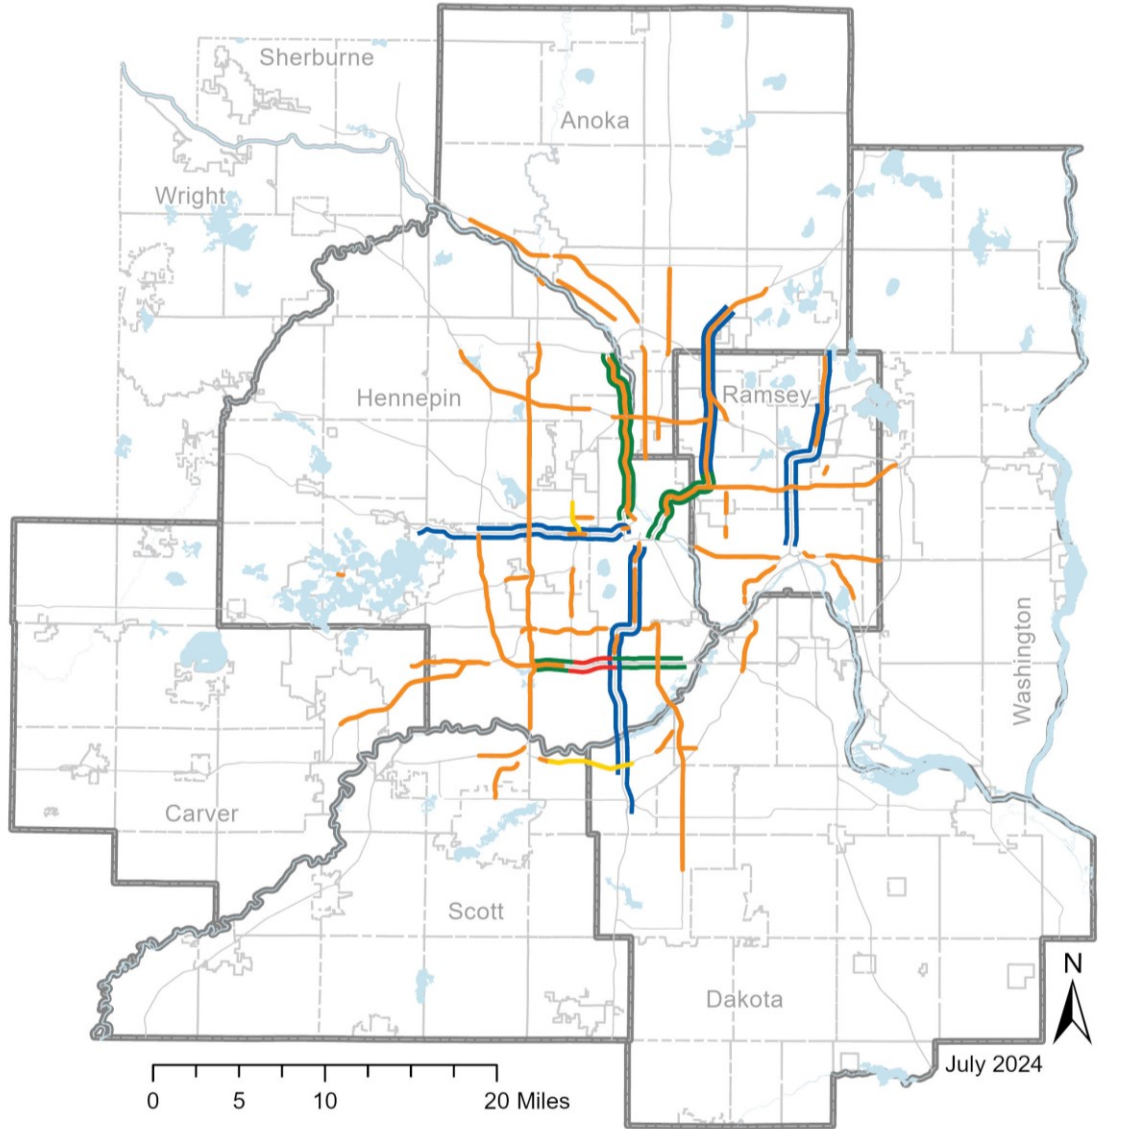 Sherburne
Anoka
Wright
Hennepin
Ramsey
Washington
Carver
Scott
Dakota
N
July 2024
0 5 10 20 Miles